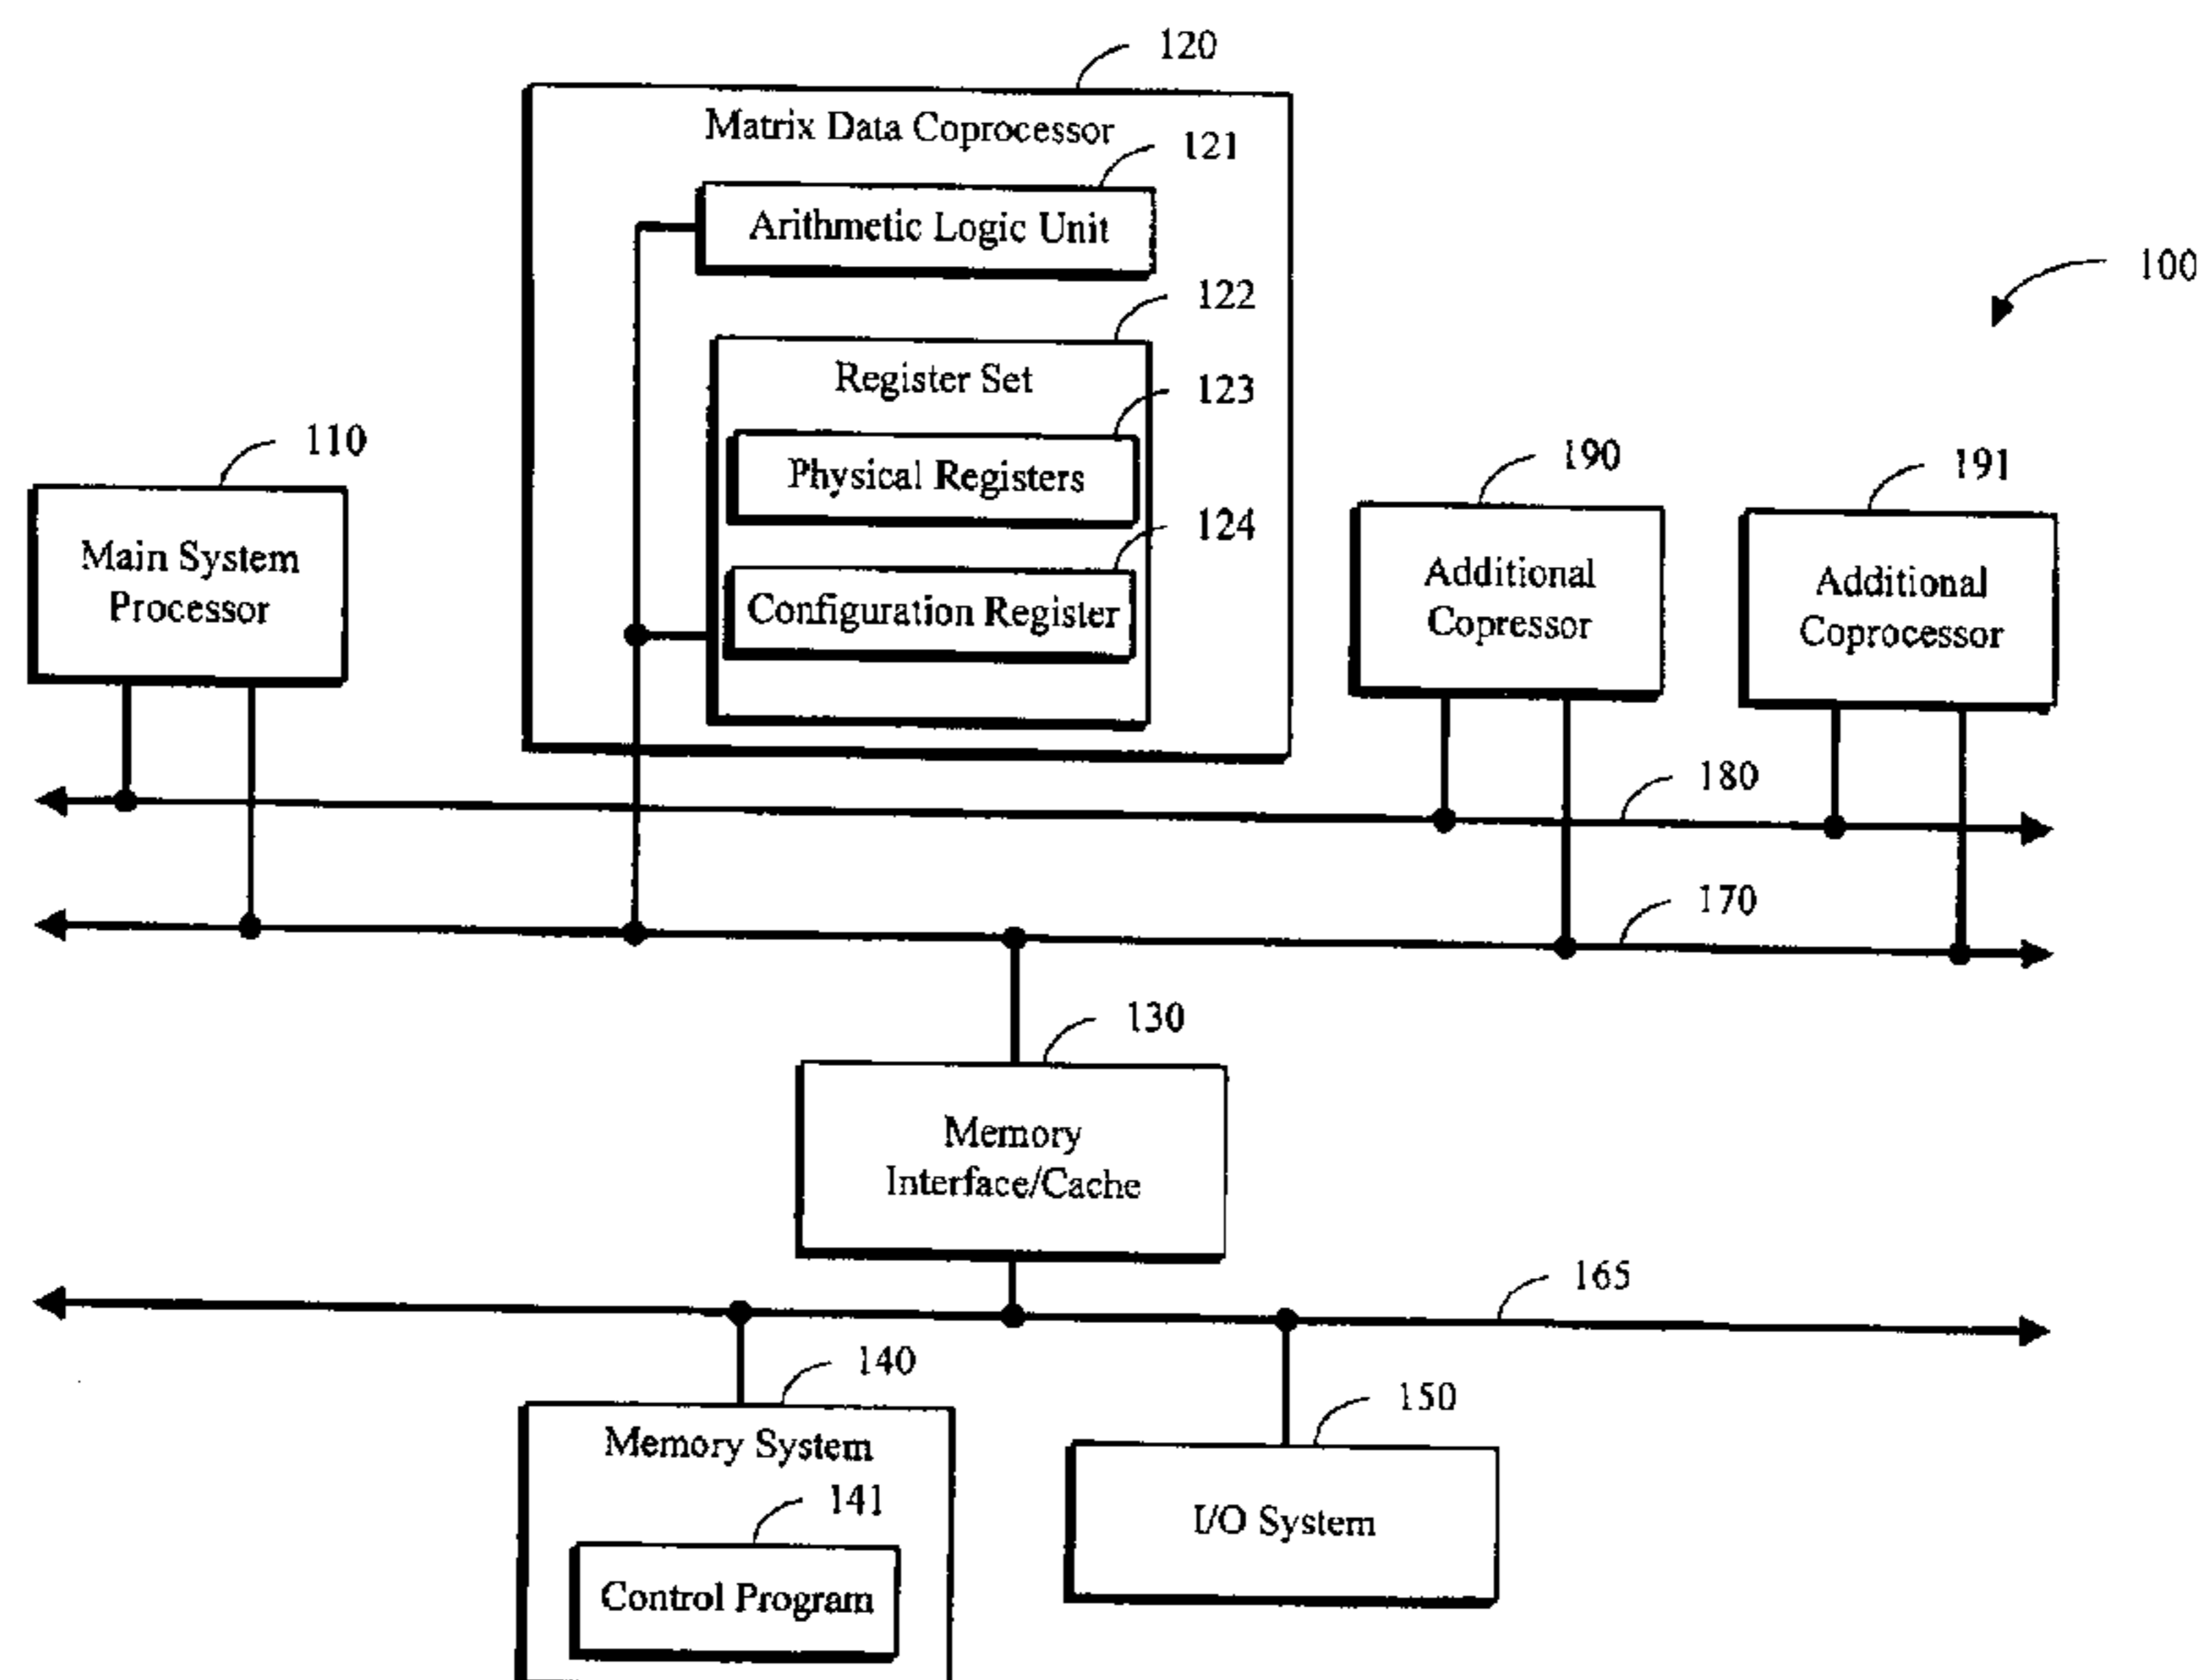 120
Matrix Data Coprocessor
121
Arithmetic Logic Unit
100
122
Register Set
123
Physical Registers
124
Configuration Register
110
Main System
Processor
190
Additional
Copressor
191
Additional
Coprocessor
180
170
130
Memory
Interface/Cache
165
140
Memory System
141
Control Program
150
I/O System